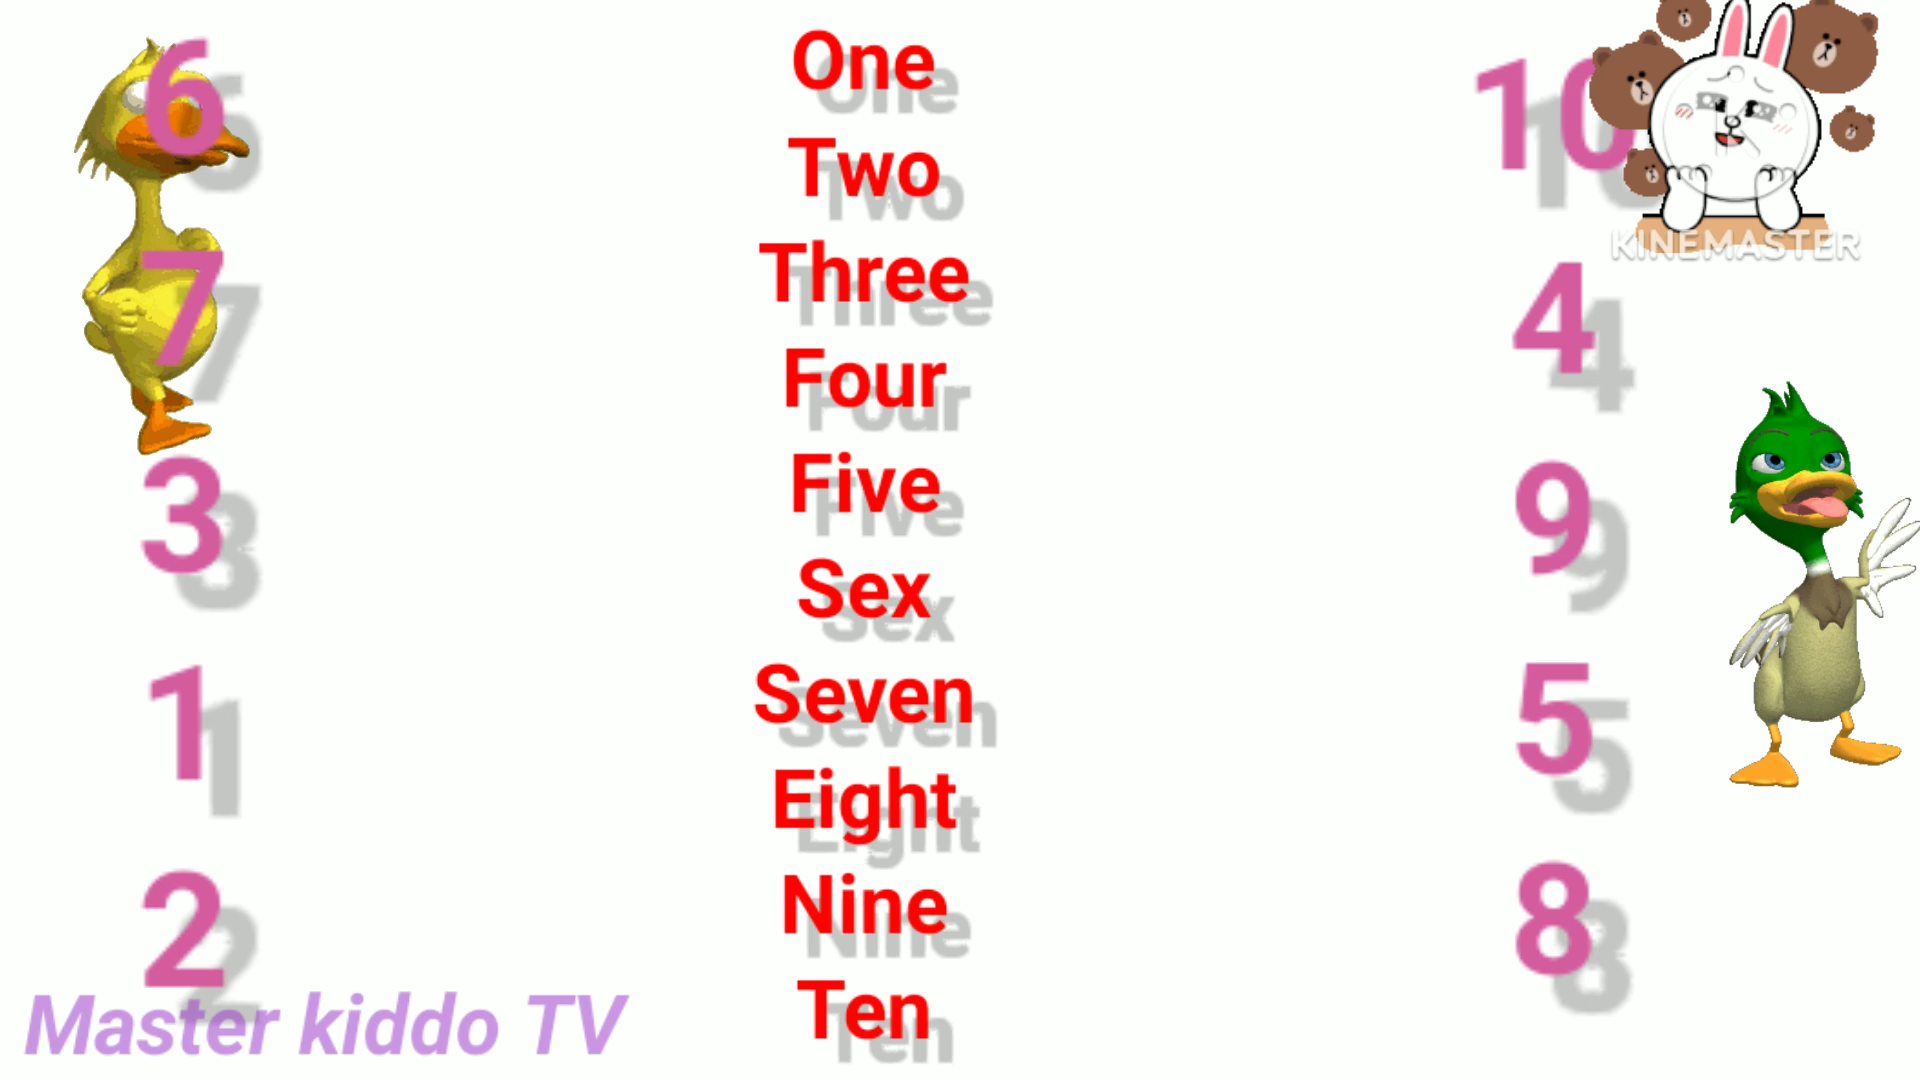 6
7
3
1
2
One
Two
Three
Four
Five
Sex
Seven
Eight
Nine
Ten
10
4
9
5
8
KINEMASTER
Master kiddo TV